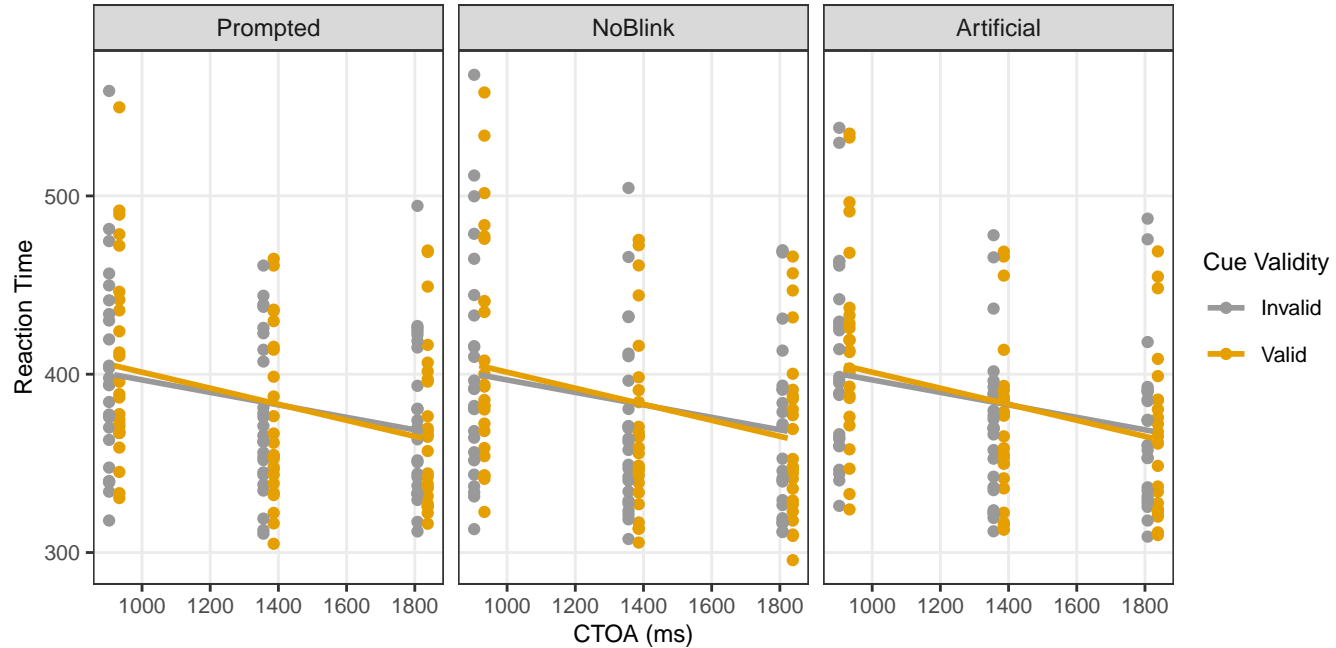 Prompted
NoBlink
Artificial
500
400
300
Reaction Time
1000 1200 1400 1600 1800
1000 1200 1400 1600 1800
1000 1200 1400 1600 1800
CTOA (ms)
Cue Validity
Invalid
Valid